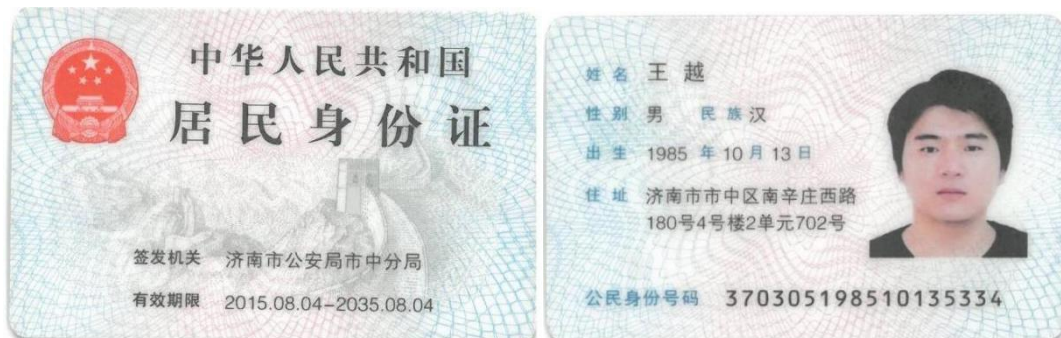 中华人民共和国
居民身份证
签发机关 济南市公安局市中分局
有效期限 2015.08.04-2035.08.04
姓名 王越
性别 男 民族 汉
出生 1985 年 10 月 13 日
住址 济南市市中区南辛庄西路
180号4号楼2单元702号
公民身份号码 370305198510135334